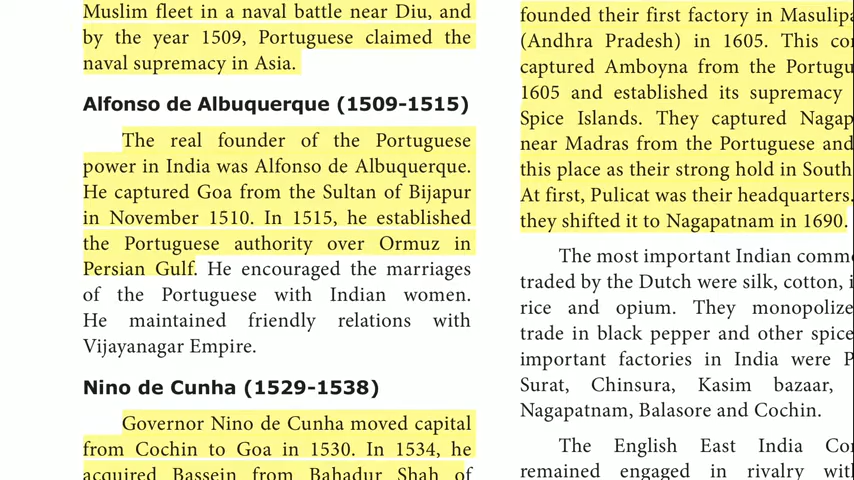 Muslim fleet in a naval battle near Diu, and
by the year 1509, Portuguese claimed the
naval supremacy in Asia.
Alfonso de Albuquerque (1509-1515)
The real founder of the Portuguese
power in India was Alfonso de Albuquerque.
He captured Goa from the Sultan of Bijapur
in November 1510. In 1515, he established
the Portuguese authority over Ormuz in
Persian Gulf. He encouraged the marriages
of the Portuguese with Indian women.
He maintained friendly relations with
Vijayanagar Empire.
Nino de Cunha (1529-1538)
Governor Nino de Cunha moved capital
from Cochin to Goa in 1530. In 1534, he
acquired Bassein from Bahadur Shah of
founded their first factory in Masulipa
(Andhra Pradesh) in 1605. This co
captured Amboyna from the Portugu
1605 and established its supremacy
Spice Islands. They captured Nagap
near Madras from the Portuguese and
this place as their strong hold in South
At first, Pulicat was their headquarters.
they shifted it to Nagapatnam in 1690.
The most important Indian comm
traded by the Dutch were silk, cotton, i
rice and opium. They monopolize
trade in black pepper and other spice
important factories in India were P
Surat, Chinsura, Kasim bazaar,
Nagapatnam, Balasore and Cochin.
The English East India Co
remained engaged in rivalry wit